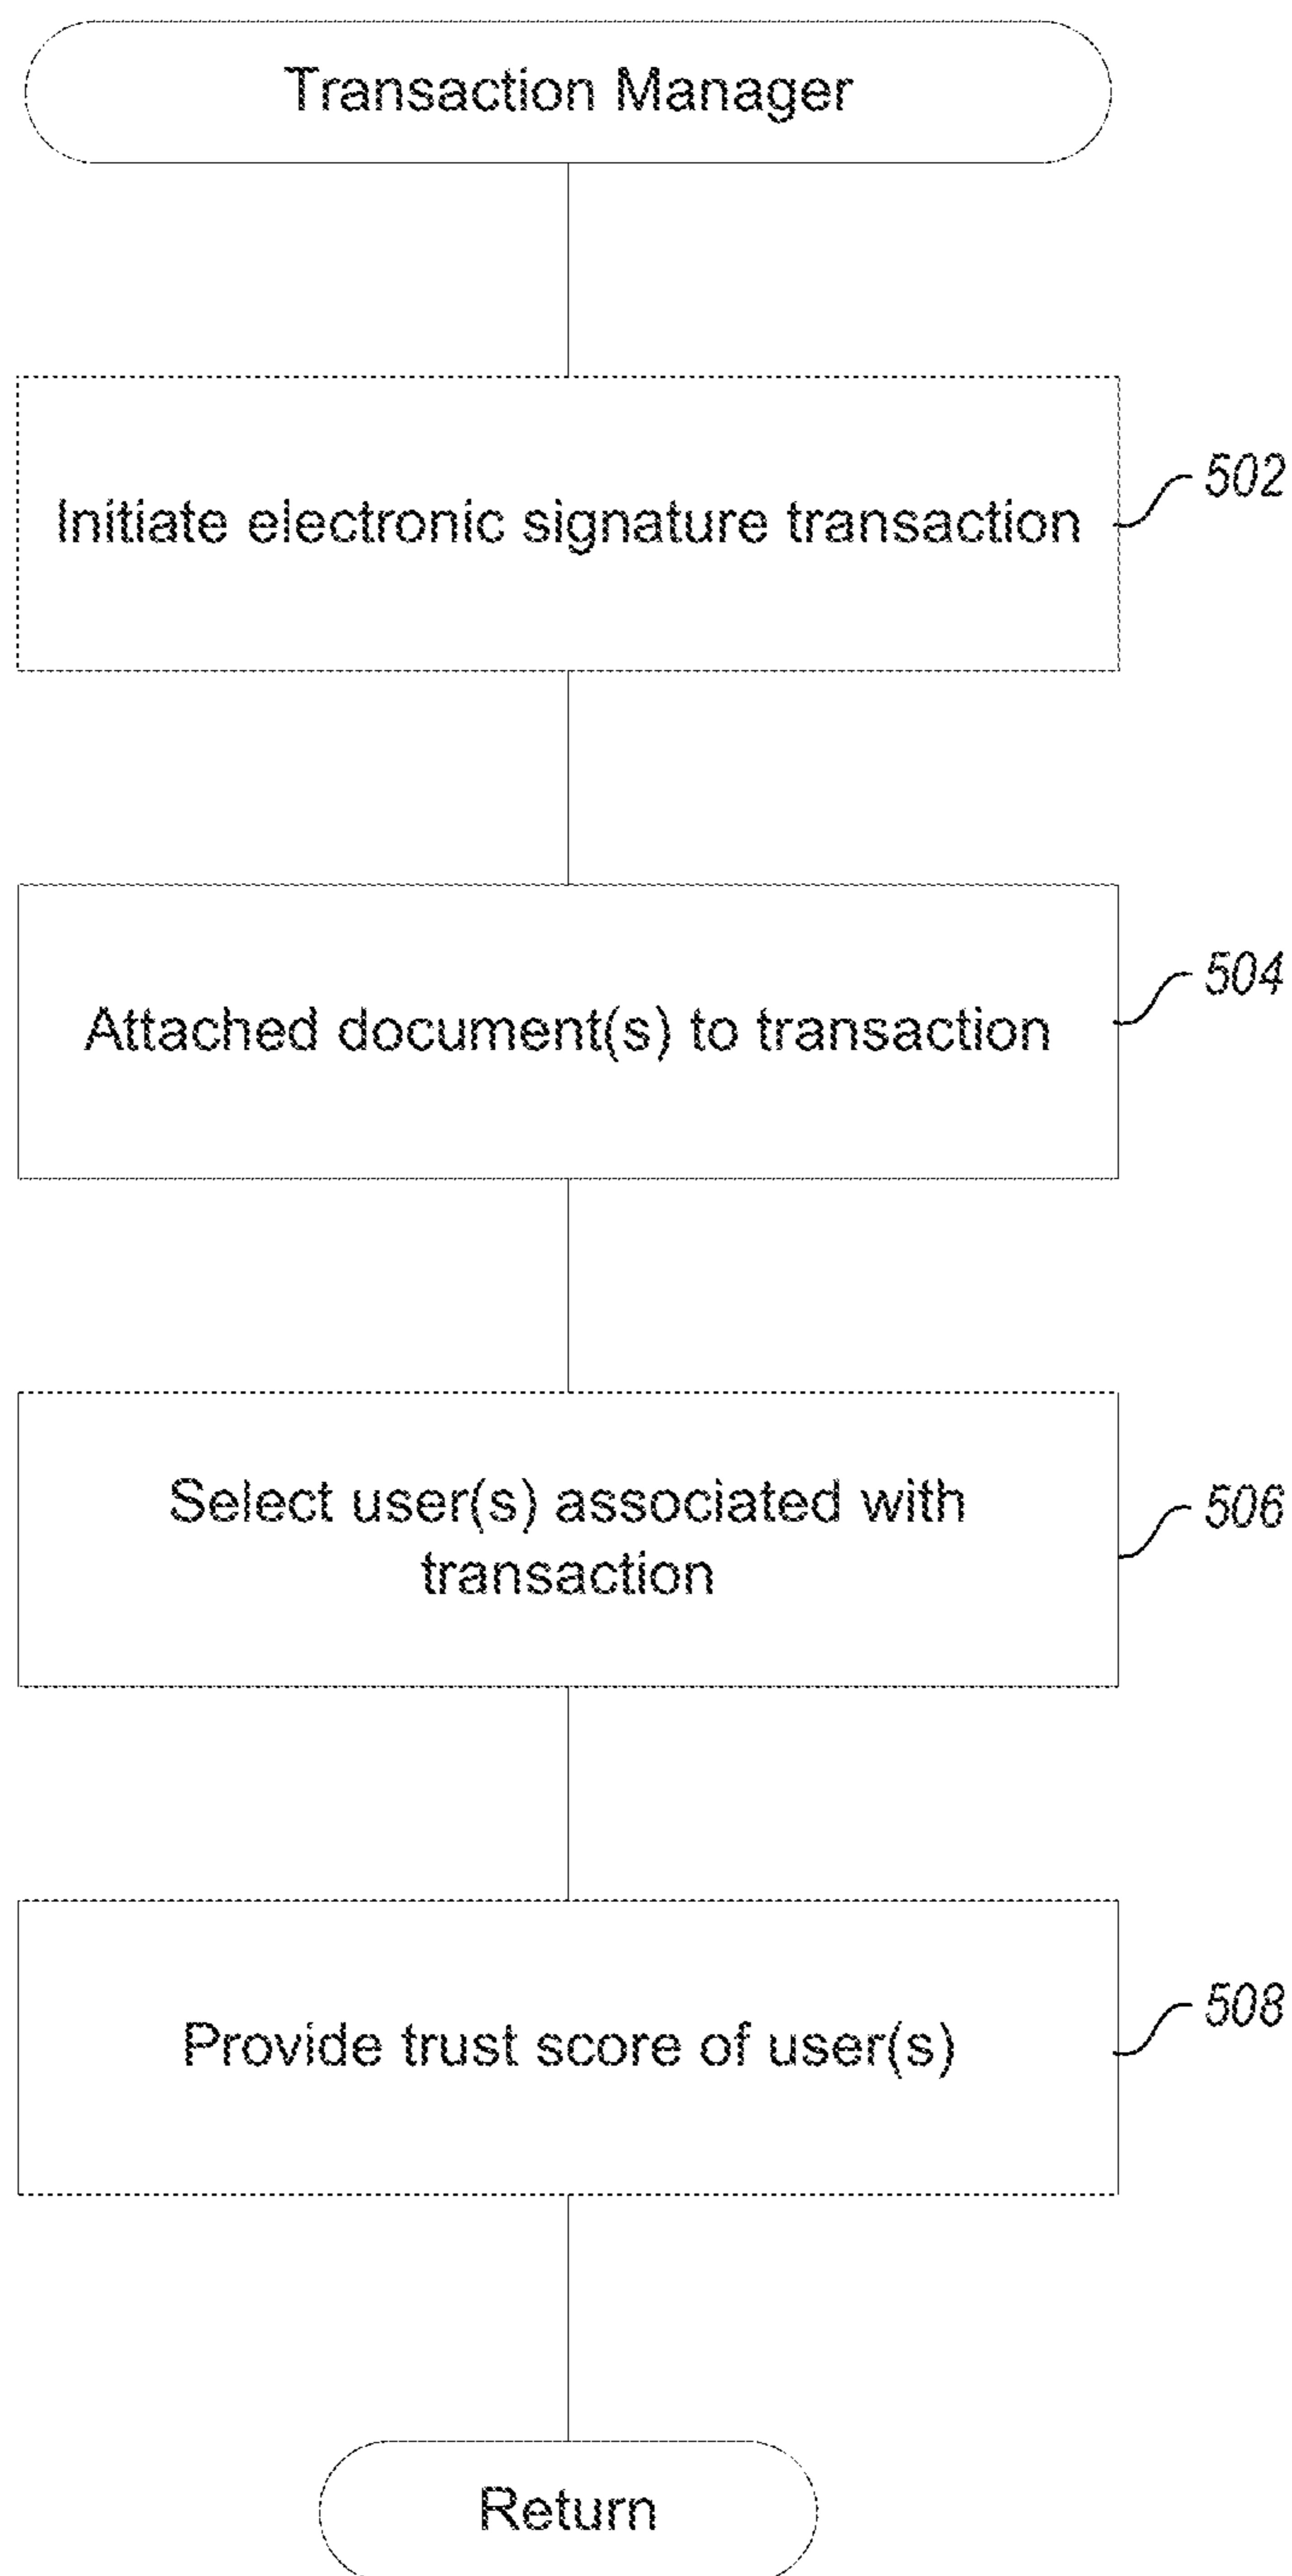 Transaction Manager
Initiate electronic signature transaction
502
Attached document(s) to transaction
504
Select user(s) associated with
transaction
506
Provide trust score of user(s)
508
Return